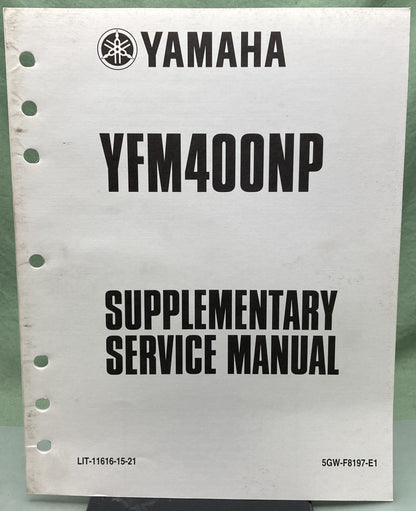 YAMAHA
YFM400NP
SUPPLEMENTARY
SERVICE MANUAL
LIT-11616-15-21 5GW-F8197-E1